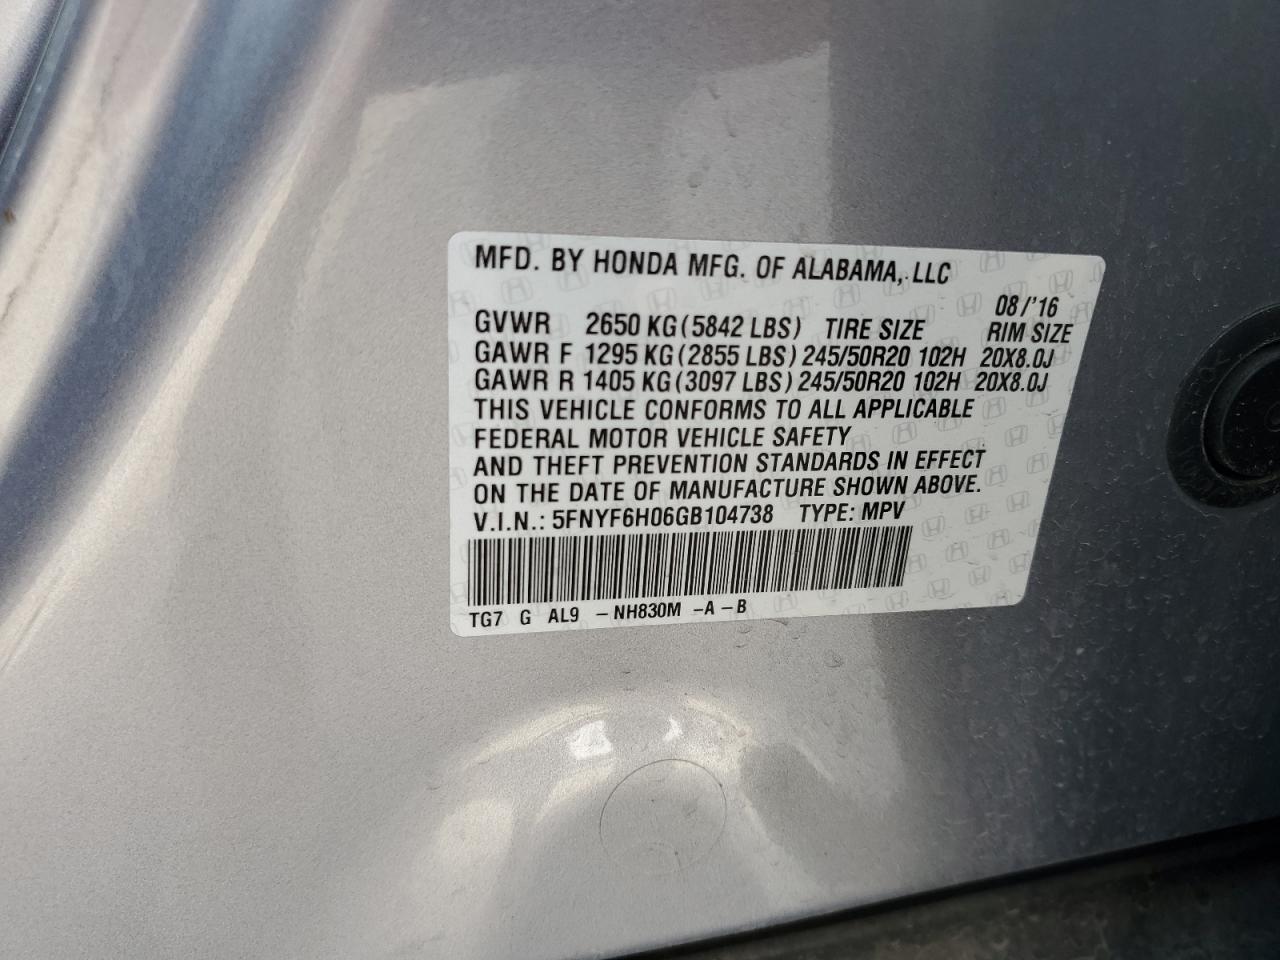 MFD. BY HONDA MFG. OF ALABAMA, LLC
08/'16
GVWR 2650 KG(5842 LBS) TIRE SIZE RIM SIZE
GAWR F 1295 KG(2855 LBS) 245/50R20 102H 20X8.0J
GAWR R 1405 KG(3097 LBS) 245/50R20 102H 20X8.0J
THIS VEHICLE CONFORMS TO ALL APPLICABLE
FEDERAL MOTOR VEHICLE SAFETY
AND THEFT PREVENTION STANDARDS IN EFFECT
ON THE DATE OF MANUFACTURE SHOWN ABOVE.
V.I.N.: 5FNYF6H06GB104738 TYPE: MPV
TG7 G AL9 -NH830M -A-B